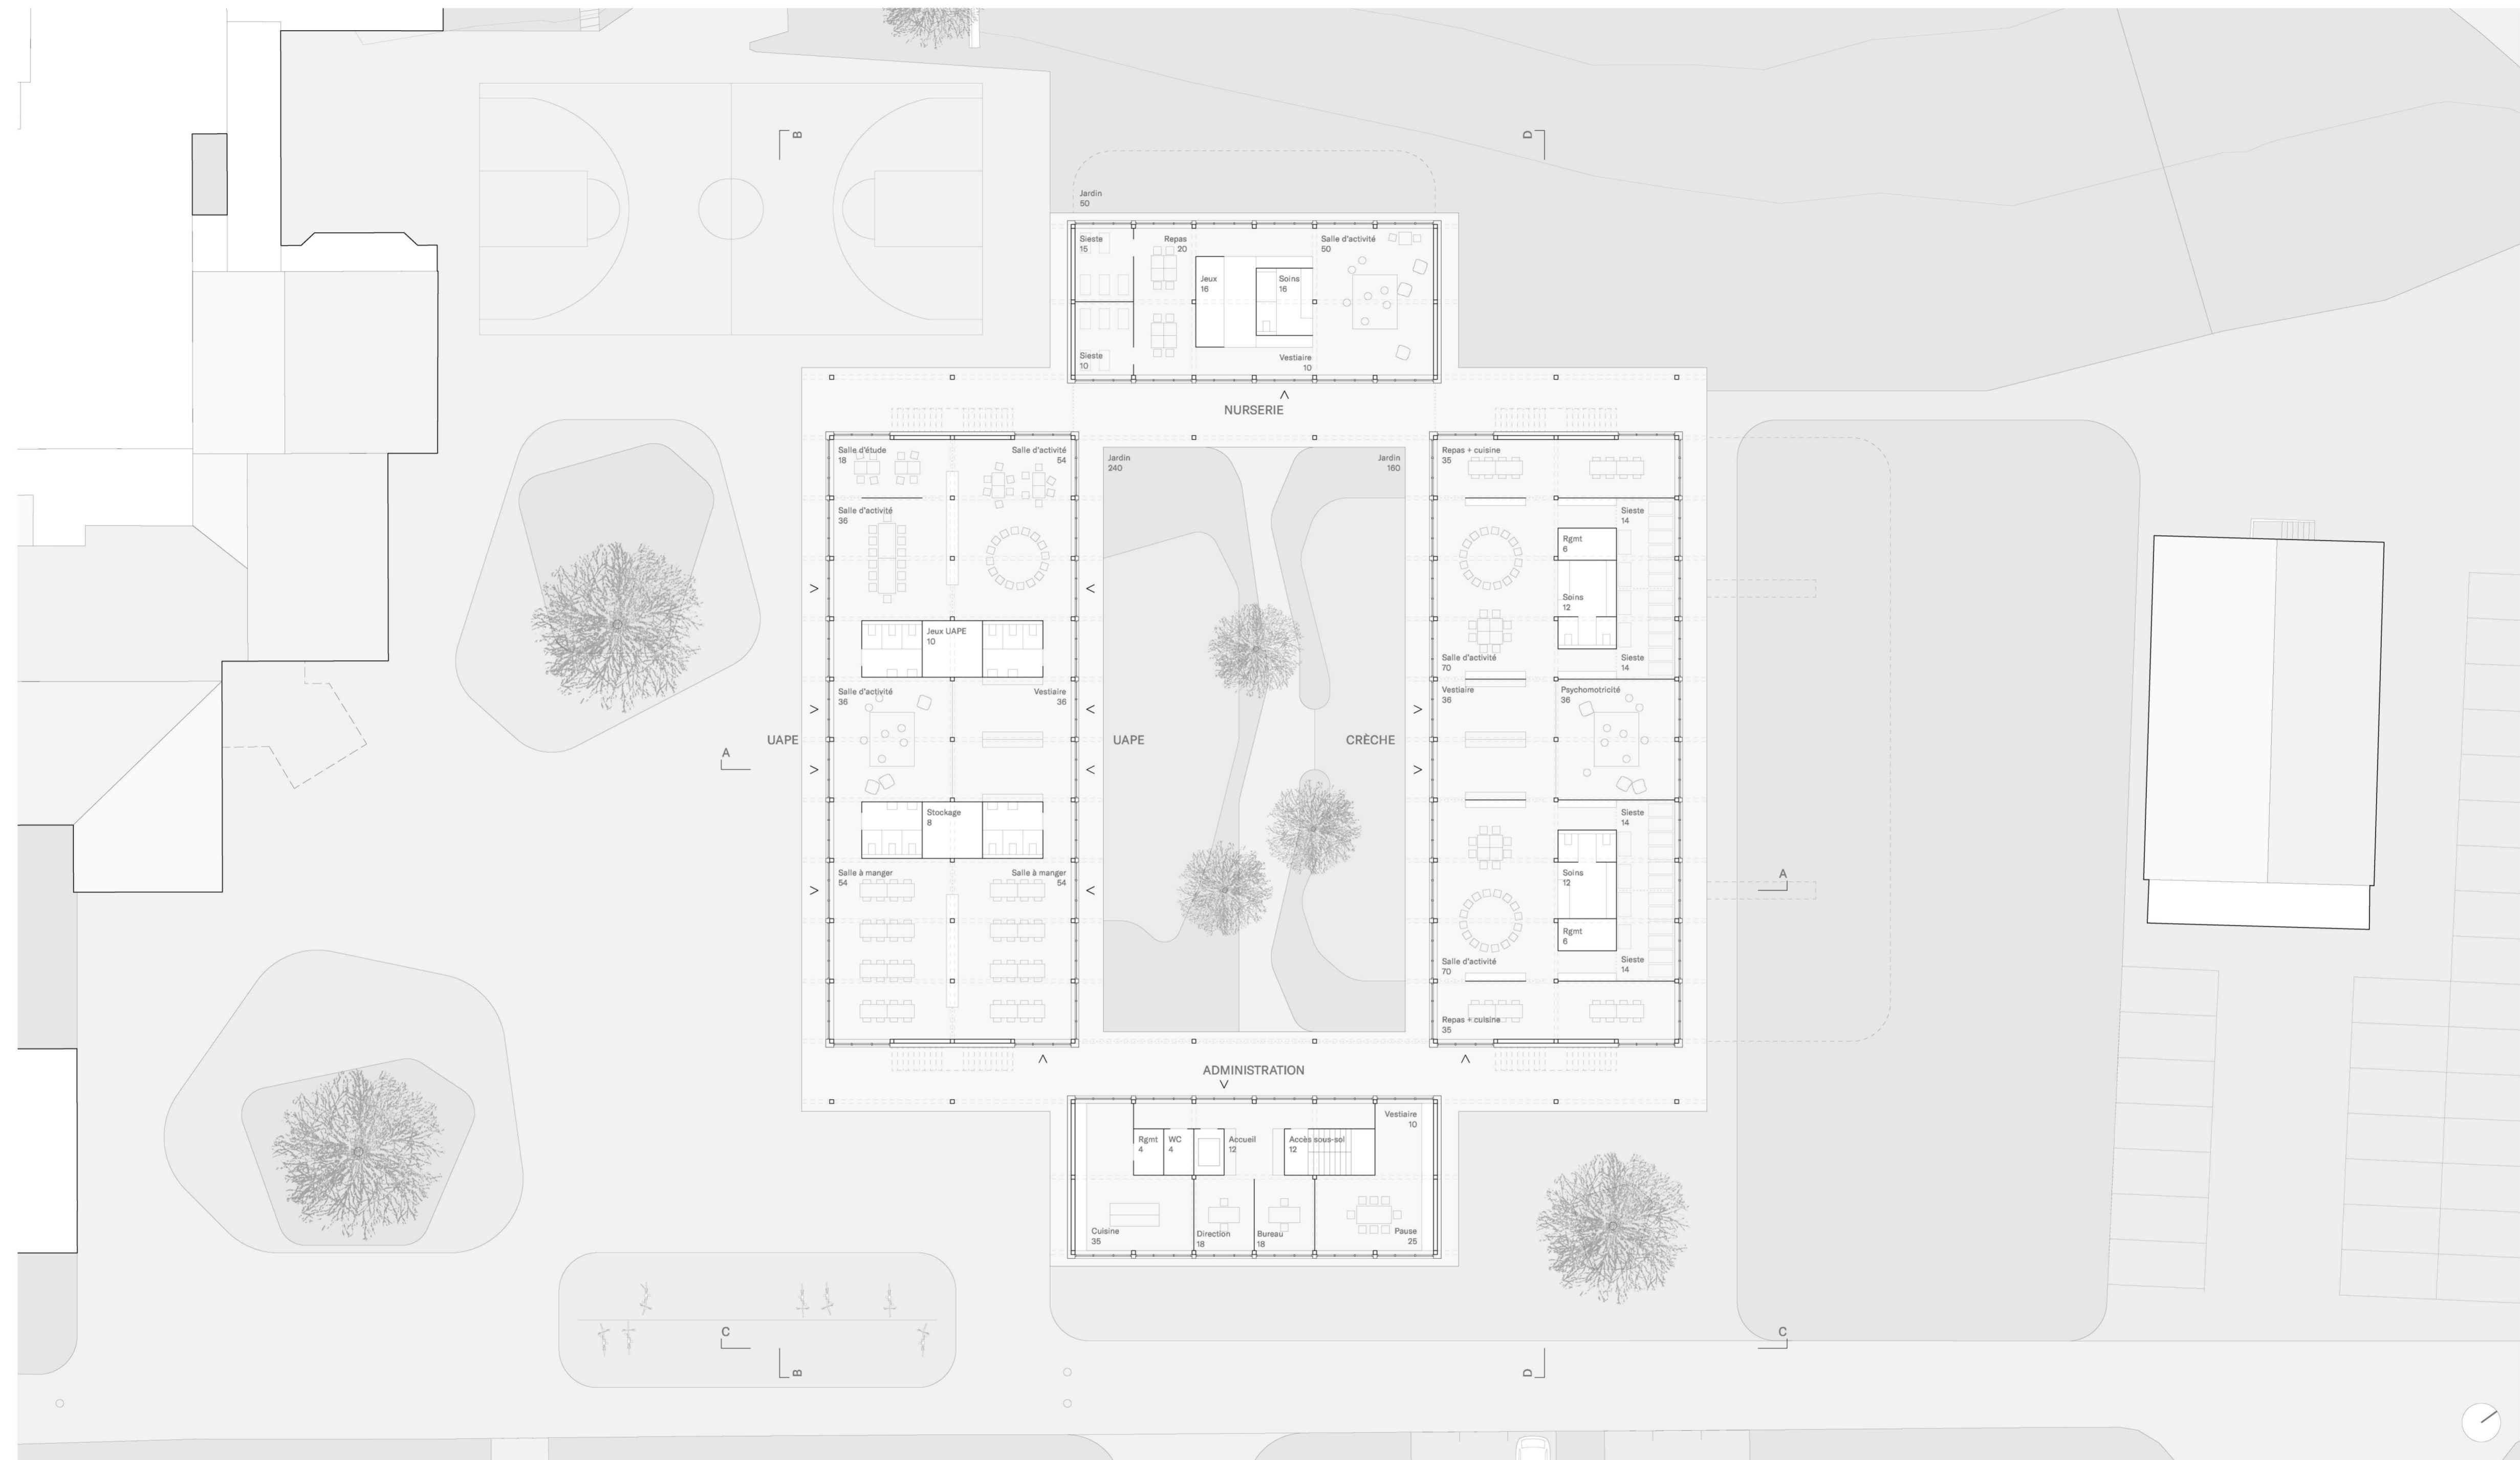 B
D
Jardin
50
Sieste
15
Repas
20
Salle d'activité
50
Jeux
16
Soins
16
Sieste
10
Vestiaire
10
NURSERIE
Salle d'étude
18
Salle d'activité
54
Jardin
240
Jardin
160
Repas + cuisine
35
Salle d'activité
36
Sieste
14
Rgmt
6
Soins
12
Jeux UAPE
10
Salle d'activité
70
Sieste
14
Salle d'activité
36
Vestiaire
36
Vestiaire
36
Psychomotricité
36
UAPE
UAPE
CRÈCHE
A
Stockage
8
Sieste
14
Salle à manger
54
Salle à manger
54
Soins
12
A
Rgmt
6
Salle d'activité
70
Sieste
14
Repas + cuisine
35
ADMINISTRATION
Vestiaire
10
Rgmt
4
WC
4
Accueil
12
Accès sous-sol
12
Cuisine
35
Direction
18
Bureau
18
Pause
25
C
C
B
D